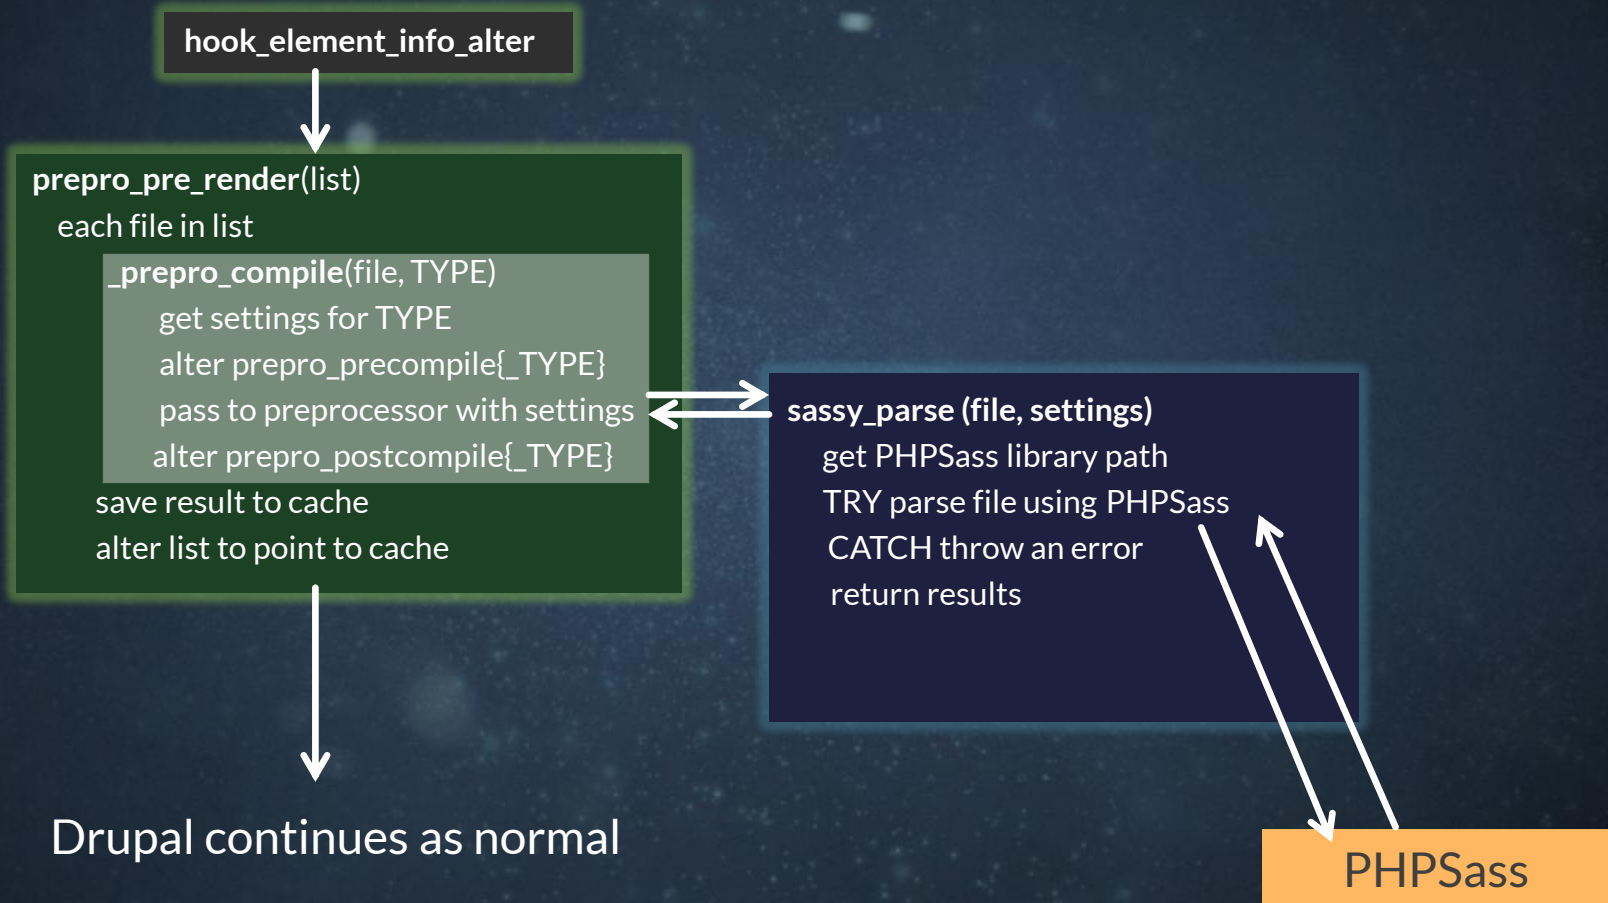 hook_element_info_alter
prepro_pre_render(list)
each file in list
_prepro_compile(file, TYPE)
get settings for TYPE
alter prepro_precompile{_TYPE}
pass to preprocessor with settings
alter prepro_postcompile{_TYPE}
save result to cache
alter list to point to cache
sassy_parse (file, settings)
get PHPSass library path
TRY parse file using PHPSass
CATCH throw an error
return results
Drupal continues as normal
PHPSass